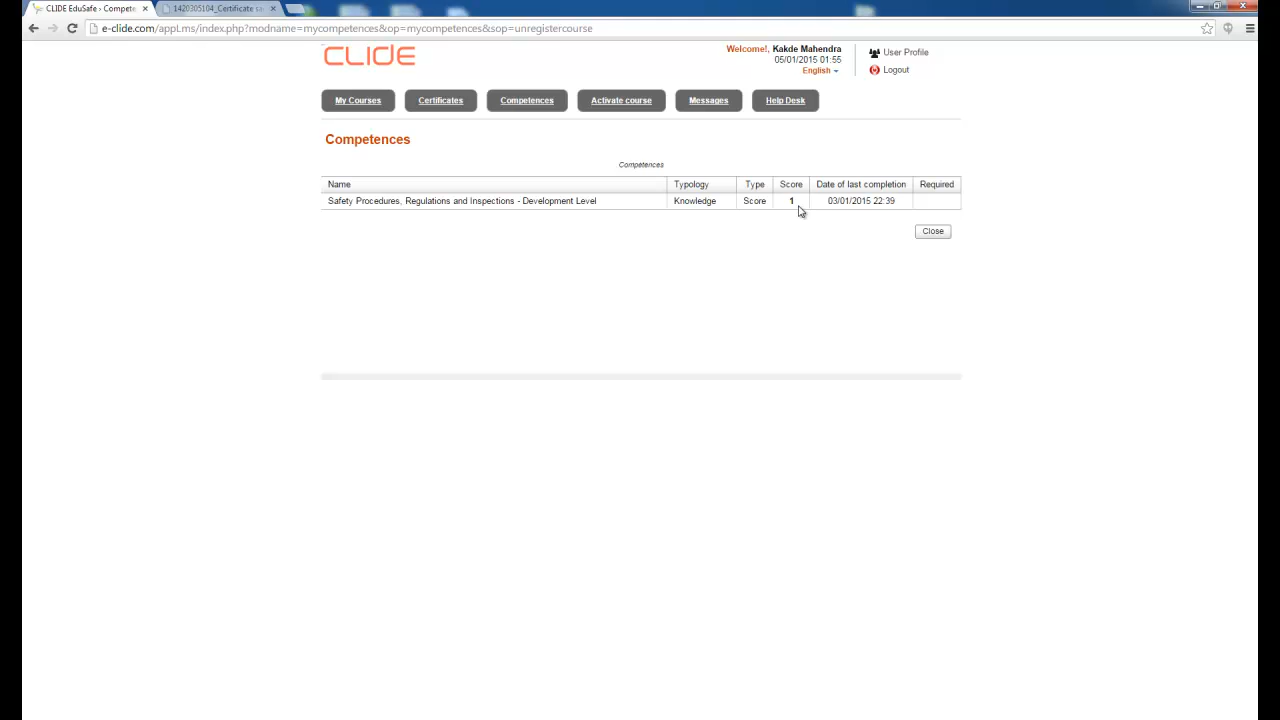 CLIDE EduSafe › Compete
1420305104_Certificate sa
e-clide.com/appLms/index.php?modname=mycompetences&op=mycompetences&sop=unregistercourse
CLIDE
Welcome!, Kakde Mahendra
05/01/2015 01:55
English
User Profile
Logout
My Courses Certificates Competences Activate course Messages Help Desk
Competences
Competences
Name Typology Type Score Date of last completion Required
Safety Procedures, Regulations and Inspections - Development Level Knowledge Score 1 03/01/2015 22:39
Close